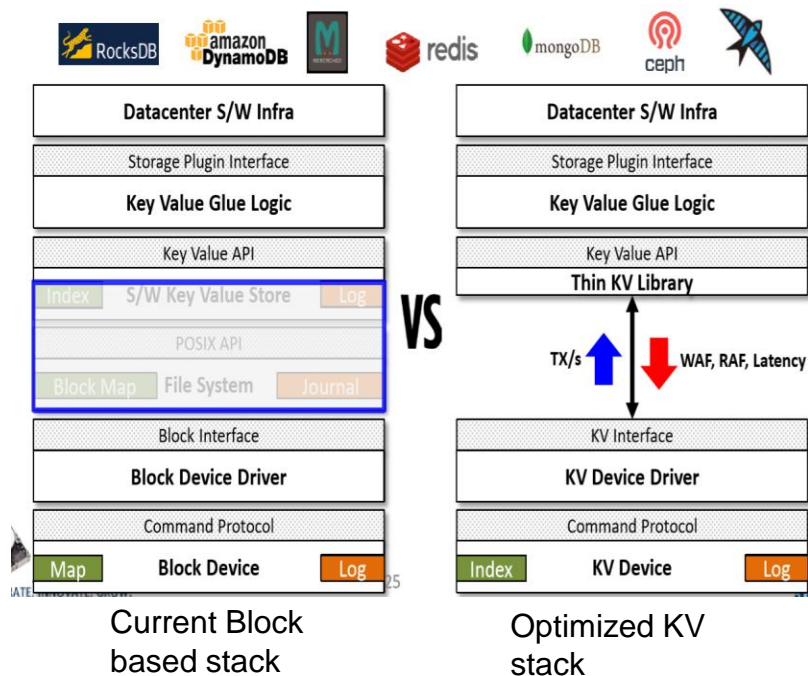 RocksDB
amazon
DynamoDB
MEMCACHED
redis
mongoDB
ceph
Datacenter S/W Infra
Storage Plugin Interface
Key Value Glue Logic
Key Value API
Index S/W Key Value Store Log
POSIX API
Block Map File System Journal
Block Interface
Block Device Driver
Command Protocol
Map Block Device Log
25
VS
Datacenter S/W Infra
Storage Plugin Interface
Key Value Glue Logic
Key Value API
Thin KV Library
TX/s WAF, RAF, Latency
KV Interface
KV Device Driver
Command Protocol
Index KV Device Log
Current Block
based stack
Optimized KV
stack